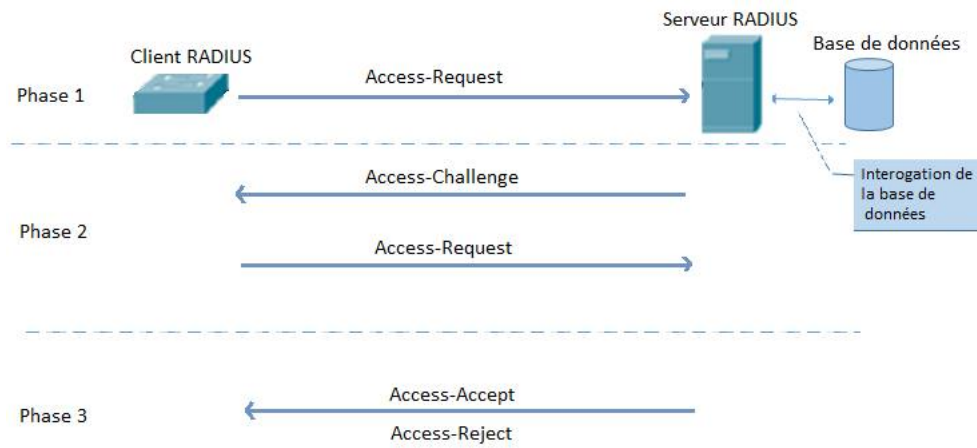 Serveur RADIUS
Base de données
Client RADIUS
Access-Request
Phase 1
Access-Challenge
Interogation de
la base de
données
Phase 2
Access-Request
Access-Accept
Phase 3
Access-Reject